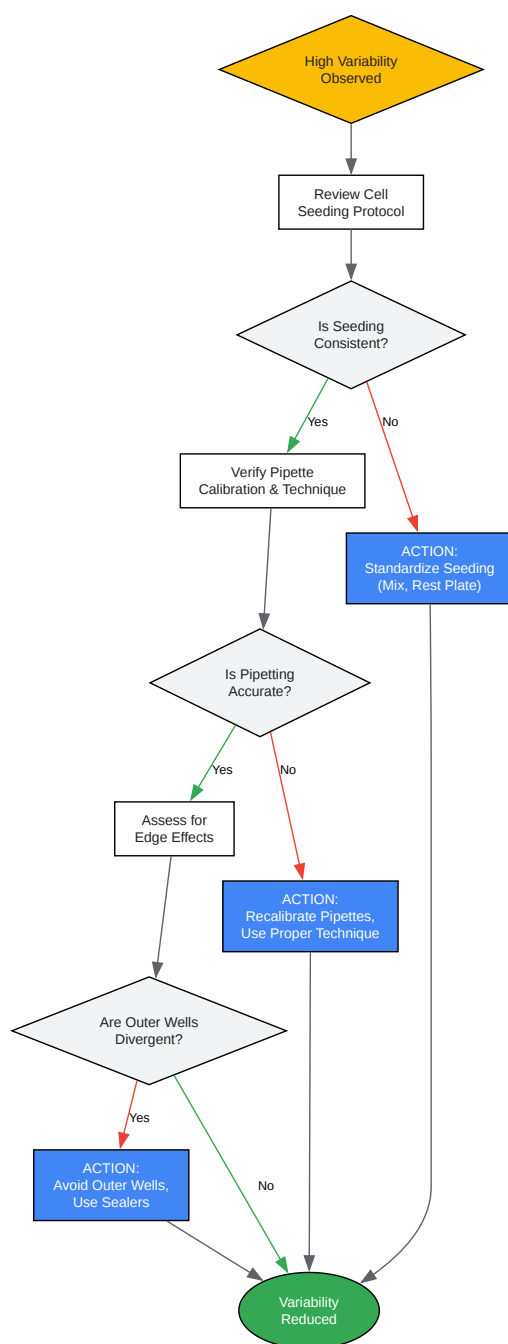 High Variability
Observed
Review Cell
Seeding Protocol
Is Seeding
Consistent?
Yes
No
Verify Pipette
Calibration & Technique
ACTION:
Standardize Seeding
(Mix, Rest Plate)
Is Pipetting
Accurate?
Yes
No
Assess for
Edge Effects
ACTION:
Recalibrate Pipettes,
Use Proper Technique
Are Outer Wells
Divergent?
Yes
No
ACTION:
Avoid Outer Wells,
Use Sealers
Variability
Reduced